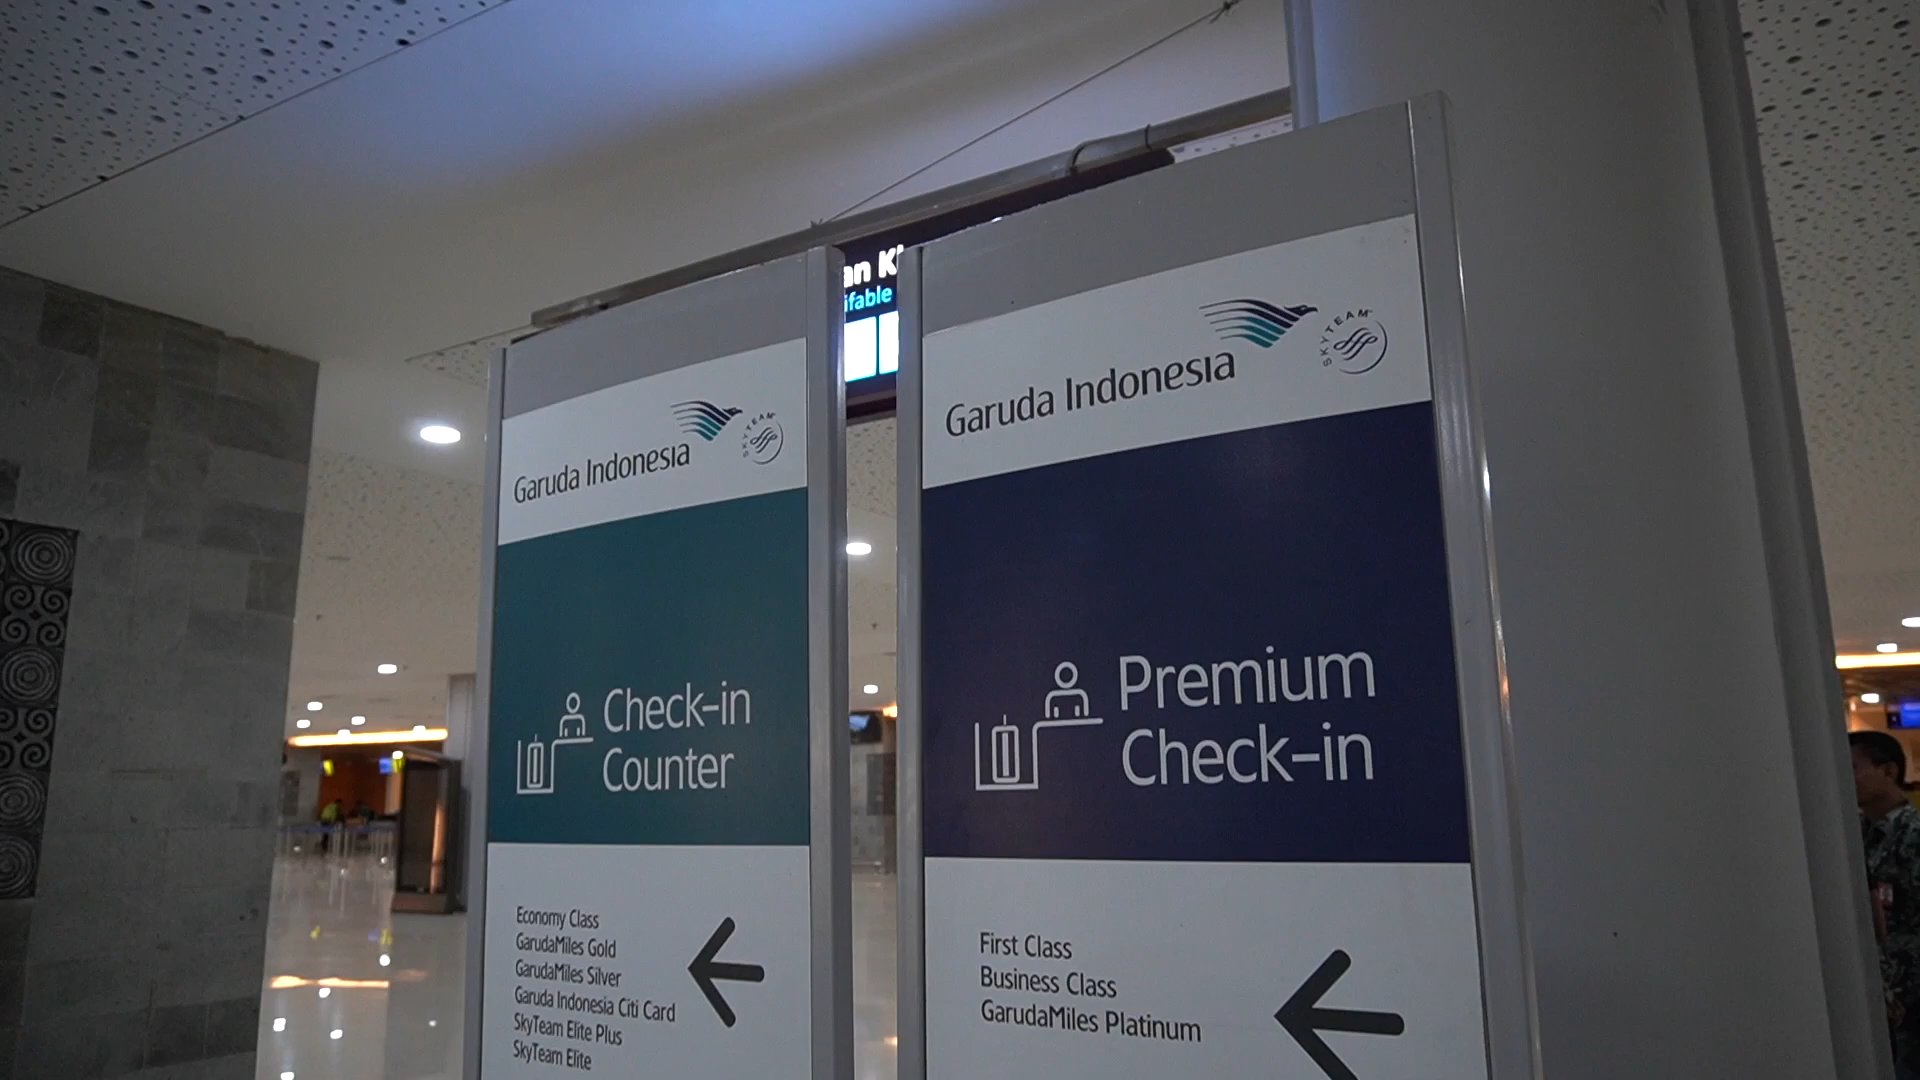 Garuda Indonesia
SKYTEAM
Check-in
Counter
Economy Class
GarudaMiles Gold
GarudaMiles Silver
Garuda Indonesia Citi Card
SkyTeam Elite Plus
SkyTeam Elite
Garuda Indonesia
SKYTEAM
Premium
Check-in
First Class
Business Class
GarudaMiles Platinum